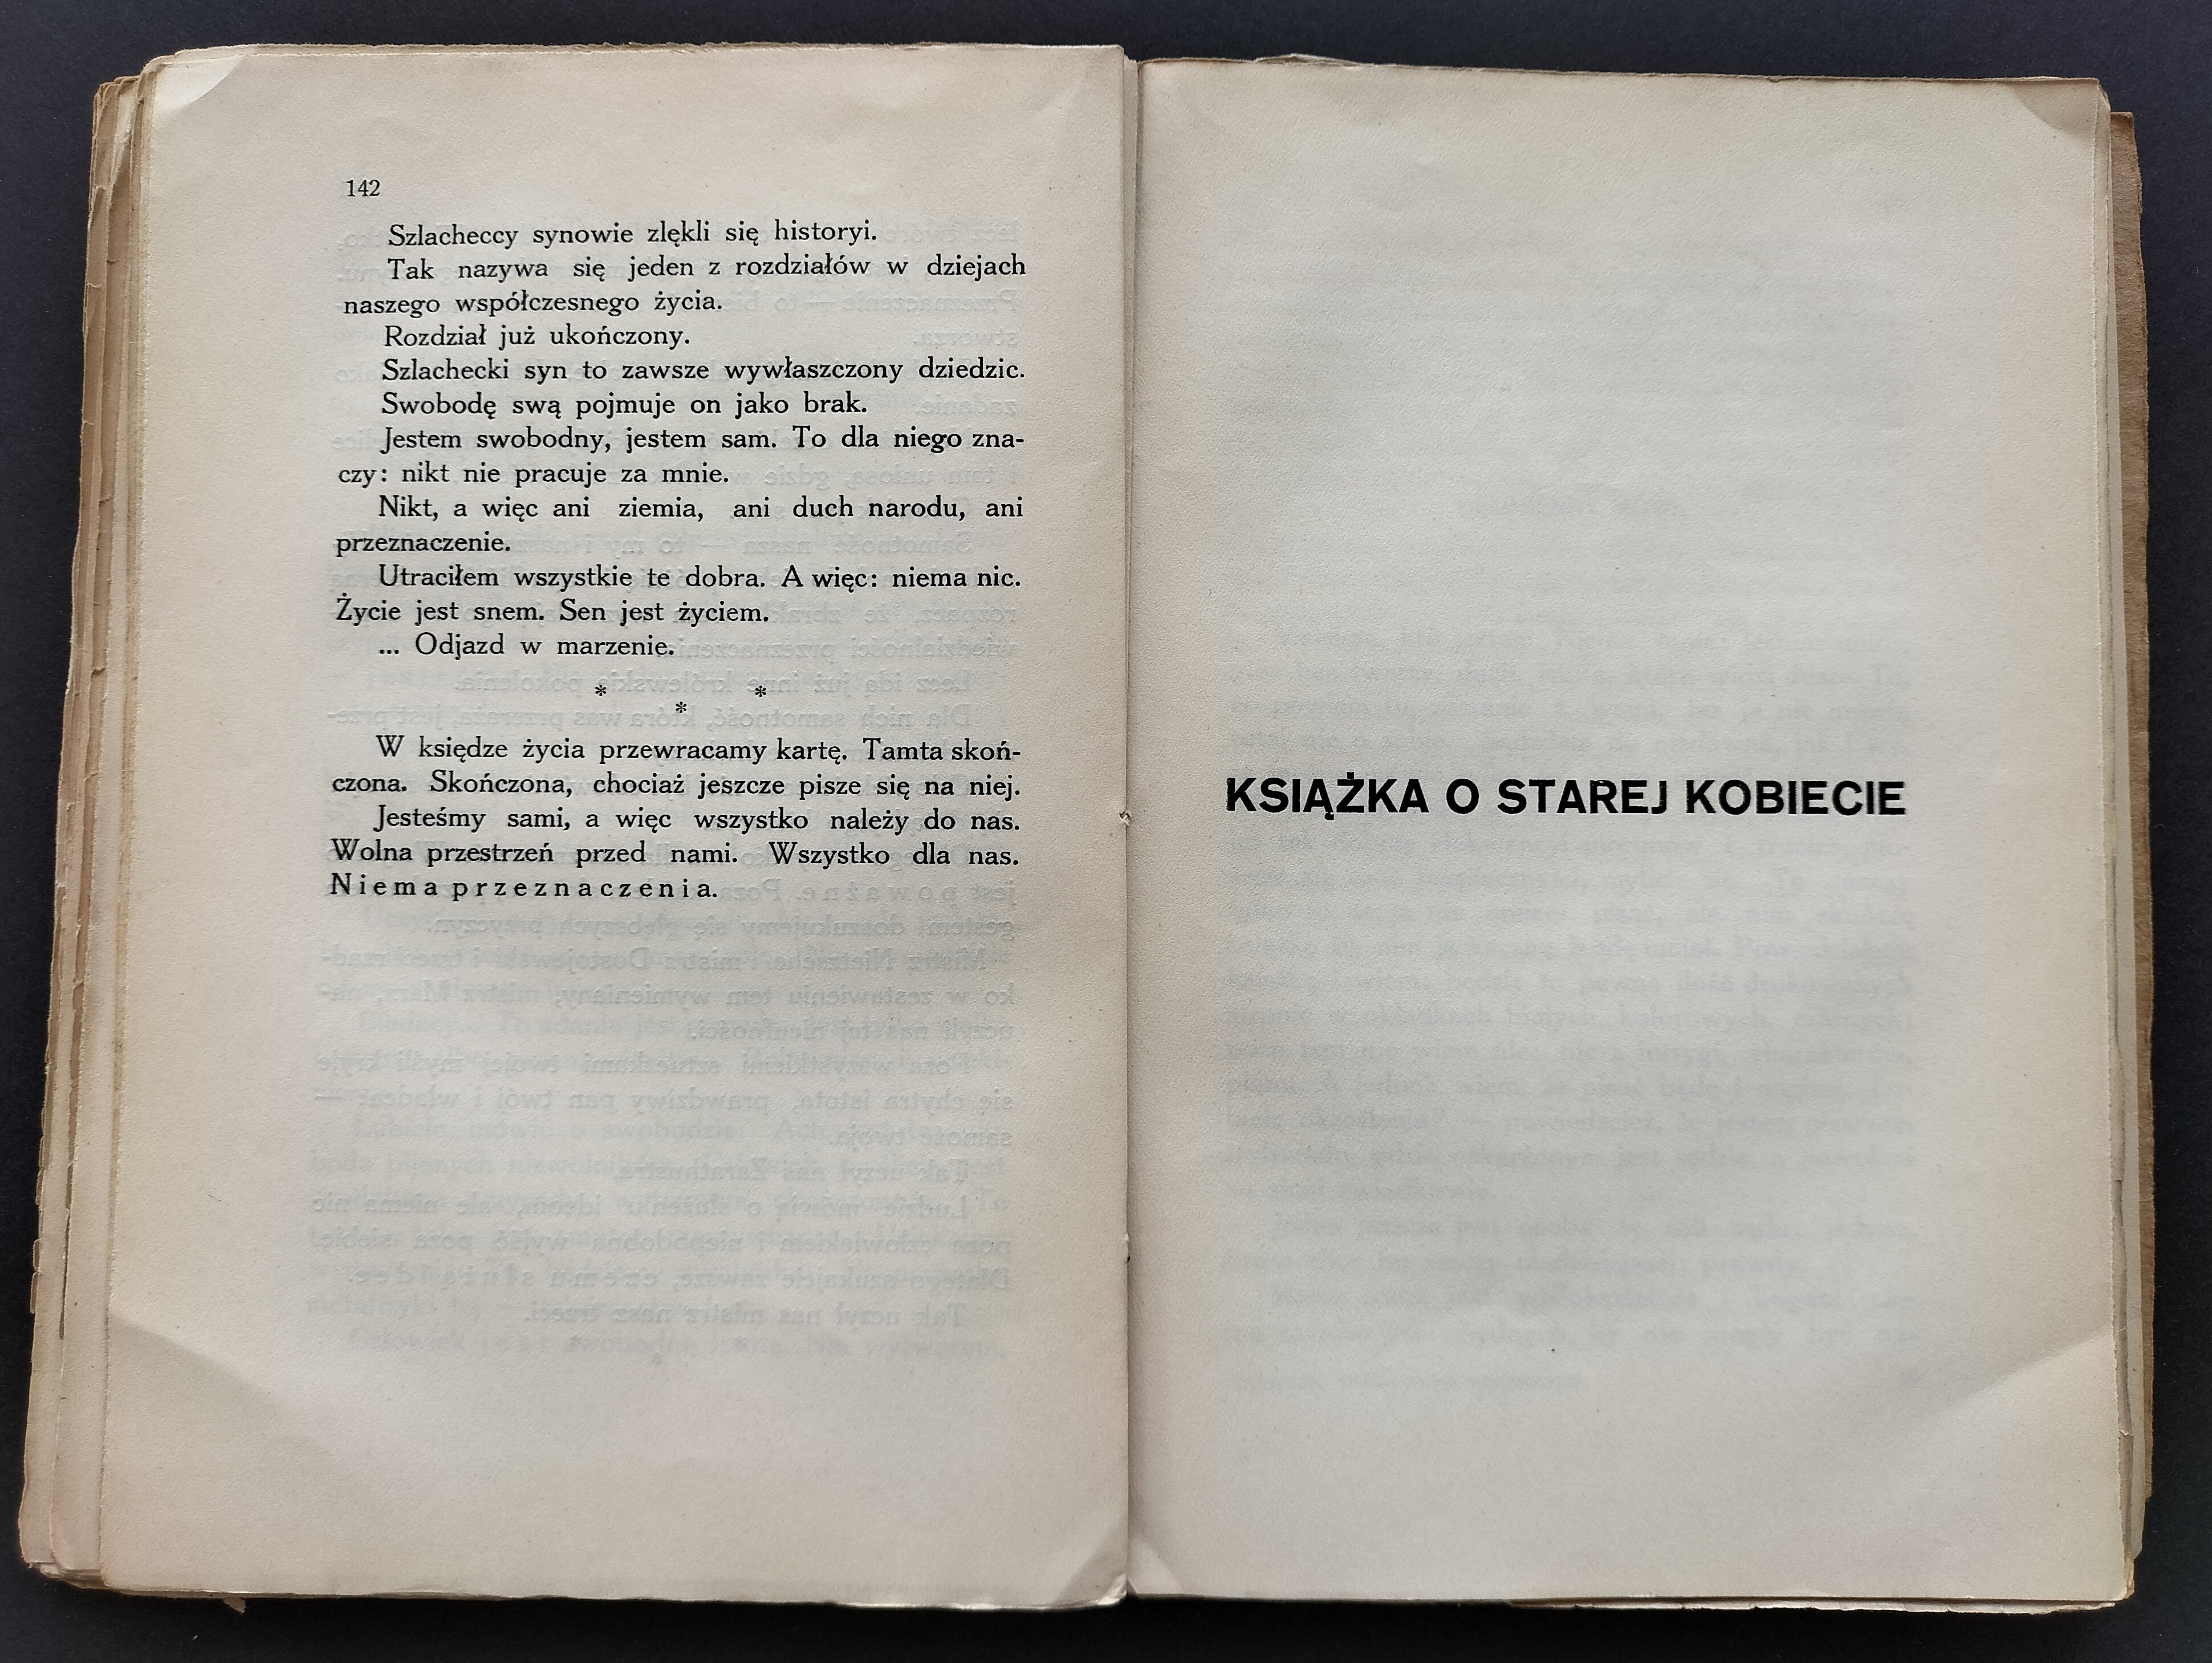 142
Szlacheccy synowie zlękli się historyi.
Tak nazywa się jeden z rozdziałów w dziejach
naszego współczesnego życia.
Rozdział już ukończony.
Szlachecki syn to zawsze wywłaszczony dziedzic.
Swobodę swą pojmuje on jako brak.
Jestem swobodny, jestem sam. To dla niego zna-
czy: nikt nie pracuje za mnie.
Nikt, a więc ani ziemia, ani duch narodu, ani
przeznaczenie.
Utraciłem wszystkie te dobra. A więc: niema nic.
Życie jest snem. Sen jest życiem.
... Odjazd w marzenie.
* *
*
W księdze życia przewracamy kartę. Tamta skoń-
czona. Skończona, chociaż jeszcze pisze się na niej.
Jesteśmy sami, a więc wszystko należy do nas.
Wolna przestrzeń przed nami. Wszystko dla nas.
Niema przeznaczenia.
KSIĄŻKA O STAREJ KOBIECIE